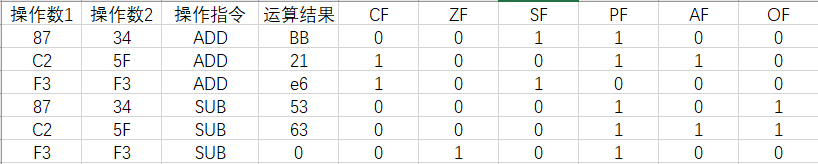 操作数1 操作数2 操作指令 运算结果 CF ZF SF PF AF OF
87 34 ADD BB 0 0 1 1 0 0
C2 5F ADD 21 1 0 0 1 1 0
F3 F3 ADD e6 1 0 1 0 0 0
87 34 SUB 53 0 0 0 1 0 1
C2 5F SUB 63 0 0 0 1 1 1
F3 F3 SUB 0 0 1 0 1 0 0